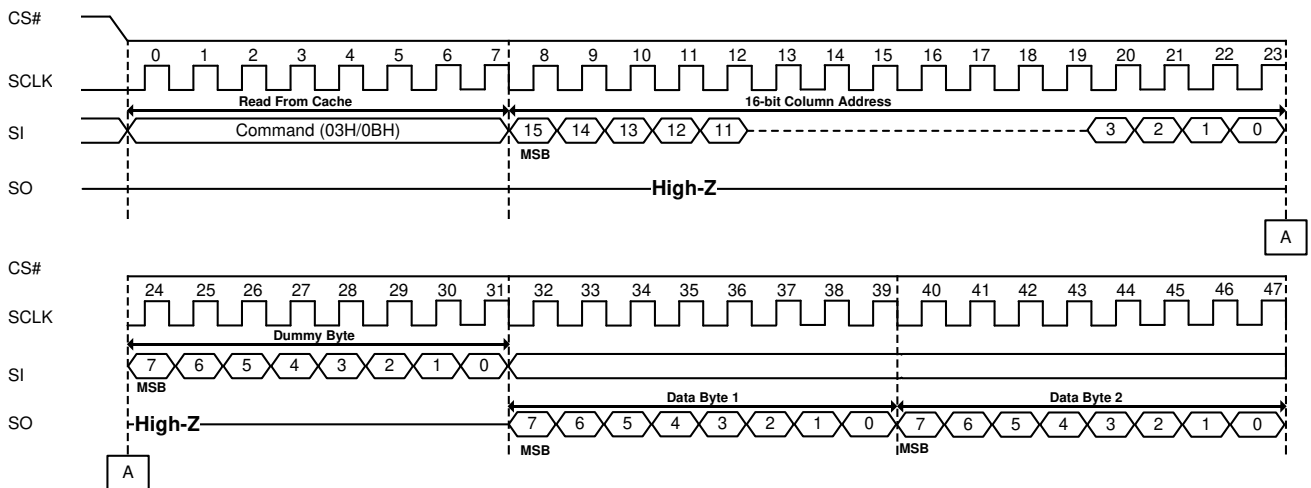 CS#
0 1 2 3 4 5 6 7 8 9 10 11 12 13 14 15 16 17 18 19 20 21 22 23
SCLK
Read From Cache 16-bit Column Address
SI Command (03H/0BH) 15 14 13 12 11 3 2 1 0
MSB
SO High-Z
A
CS#
24 25 26 27 28 29 30 31 32 33 34 35 36 37 38 39 40 41 42 43 44 45 46 47
SCLK
Dummy Byte
SI 7 6 5 4 3 2 1 0
MSB
Data Byte 1 Data Byte 2
SO High-Z 7 6 5 4 3 2 1 0 7 6 5 4 3 2 1 0
MSB MSB
A